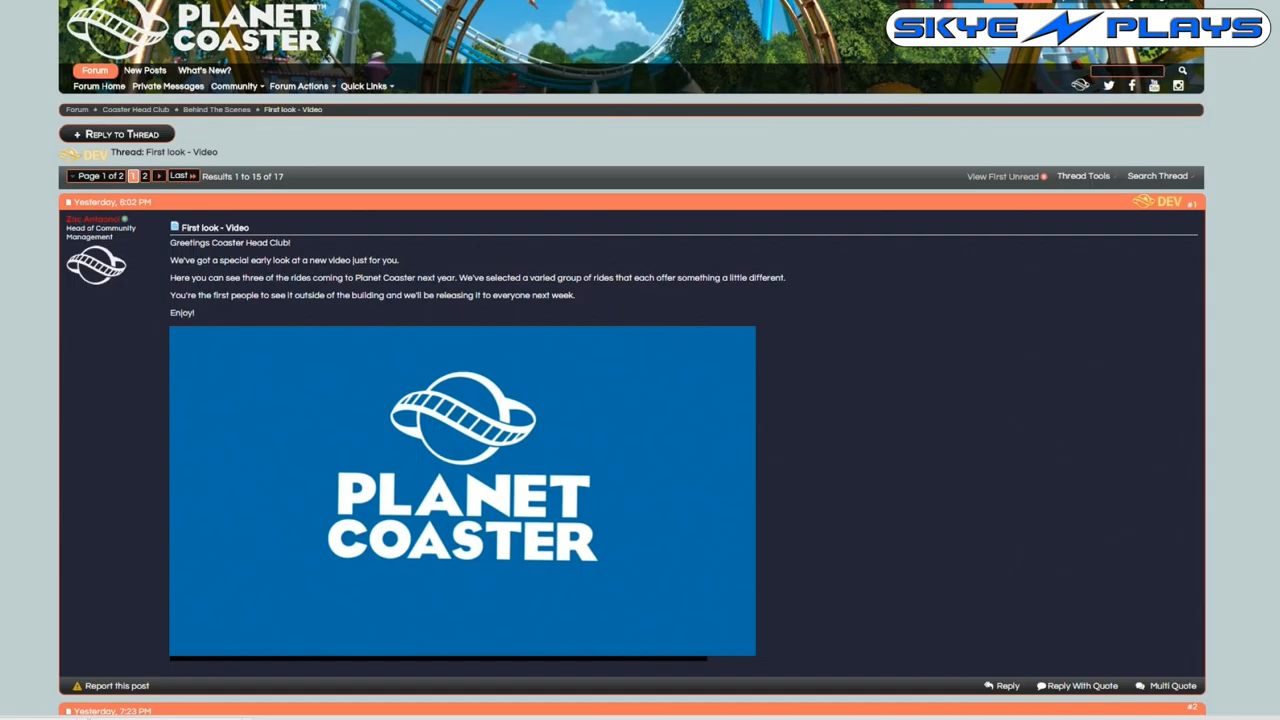 PLANET
COASTER™
SKYE PLAYS
Forum New Posts What's New?
Forum Home Private Messages Community Forum Actions Quick Links
Forum Coaster Head Club Behind The Scenes First look - Video
+ Reply to Thread
DEV Thread: First look - Video
Page 1 of 2 1 2 Last Results 1 to 15 of 17 View First Unread Thread Tools Search Thread
Yesterday, 6:02 PM DEV #1
Zac Antonaci
Head of Community
Management
First look - Video
Greetings Coaster Head Club!
We've got a special early look at a new video just for you.
Here you can see three of the rides coming to Planet Coaster next year. We've selected a varied group of rides that each offer something a little different.
You're the first people to see it outside of the building and we'll be releasing it to everyone next week.
Enjoy!
PLANET
COASTER
Report this post Reply Reply With Quote Multi Quote
Yesterday, 7:23 PM #2